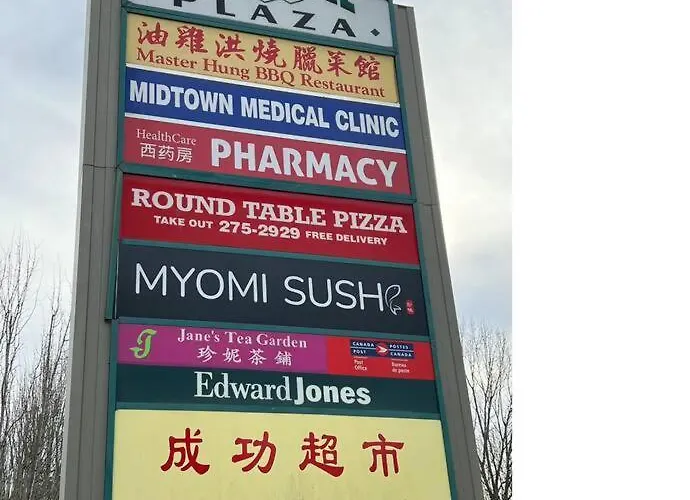 PLAZA
油雞洪燒臘菜館
Master Hung BBQ Restaurant
MIDTOWN MEDICAL CLINIC
HealthCare
西药房
PHARMACY
ROUND TABLE PIZZA
TAKE OUT 275-2929 FREE DELIVERY
MYOMI SUSHI
Jane's Tea Garden
珍妮茶鋪
CANADA POST
POSTES CANADA
Post Office
Bureau de poste
Edward Jones
成功超市